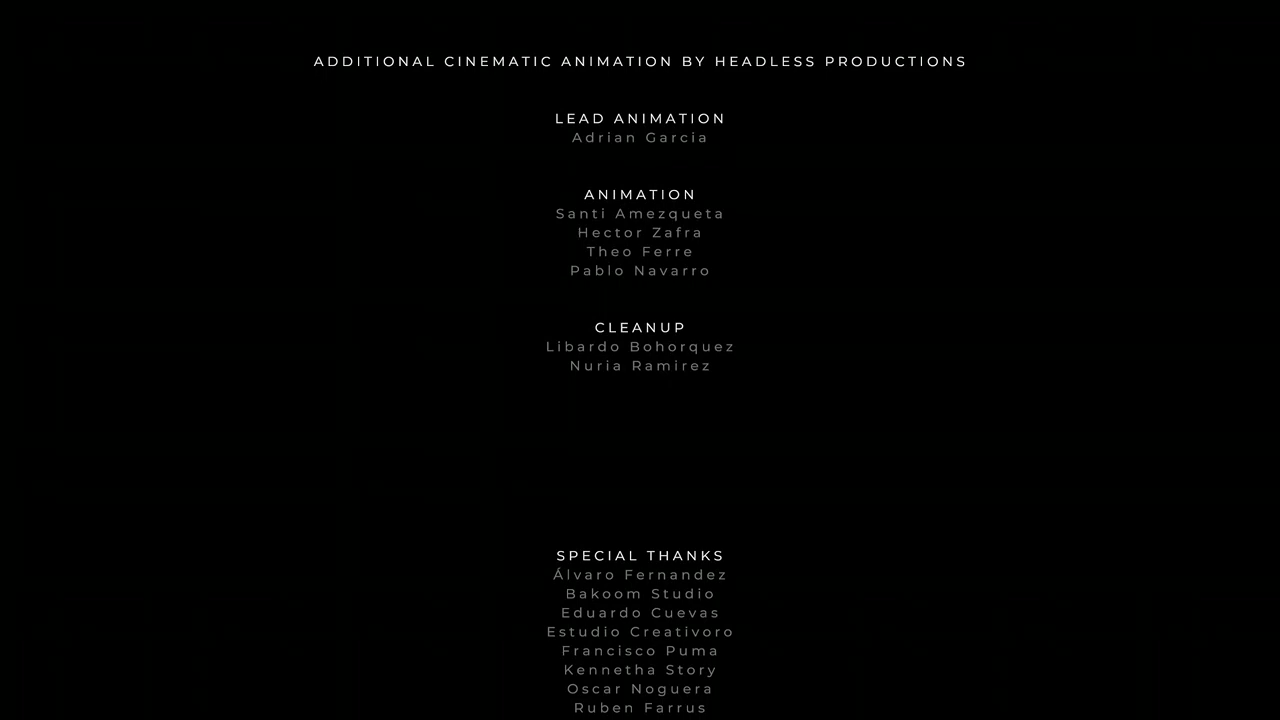 ADDITIONAL CINEMATIC ANIMATION BY HEADLESS PRODUCTIONS
LEAD ANIMATION
Adrian Garcia
ANIMATION
Santi Amezqueta
Hector Zafra
Theo Ferre
Pablo Navarro
CLEANUP
Libardo Bohorquez
Nuria Ramirez
SPECIAL THANKS
Álvaro Fernandez
Bakoom Studio
Eduardo Cuevas
Estudio Creativoro
Francisco Puma
Kennetha Story
Oscar Noguera
Ruben Farrus